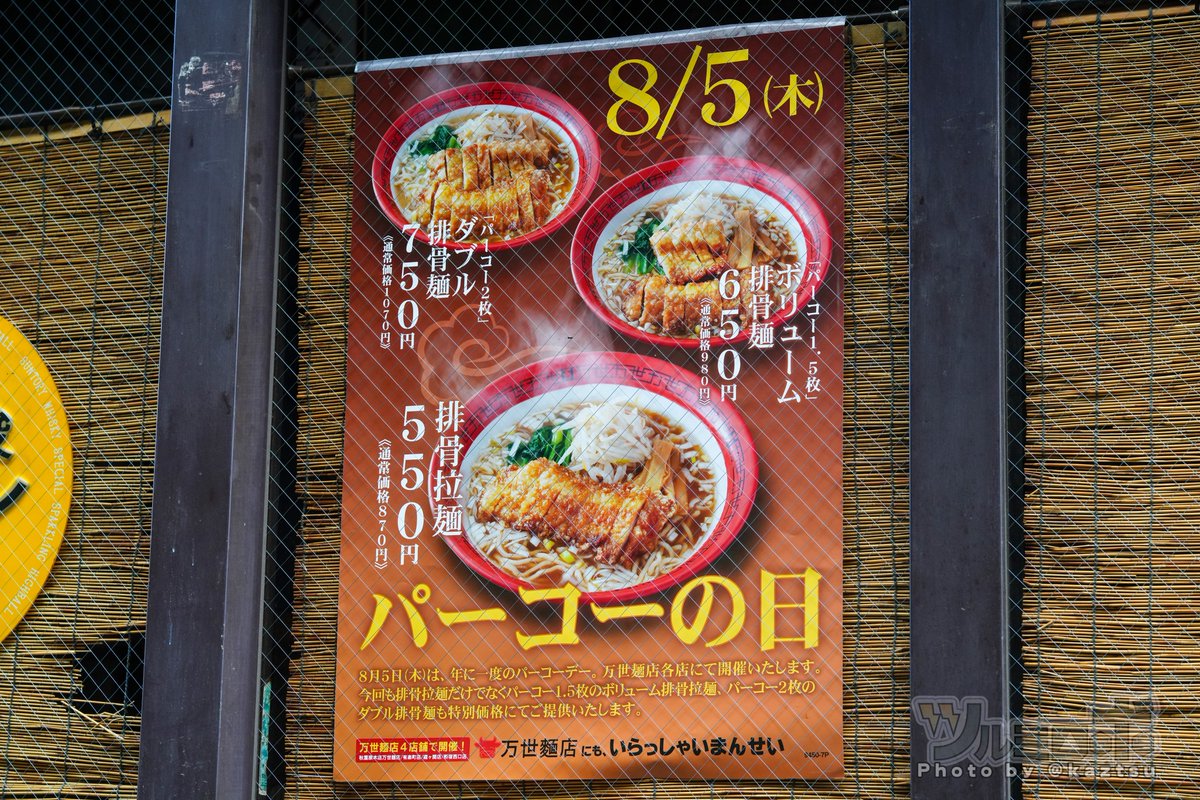 8/5(木)
「パーコー2枚」
ダブル
排骨麺
750円
《通常価格1070円》
「パーコー1.5枚」
ボリューム
排骨麺
650円
《通常価格980円》
排骨拉麺
550円
《通常価格870円》
パーコーの日
8月5日(木)は、年に一度のパーコーデー。万世麺店各店にて開催いたします。
今回も排骨拉麺だけでなくパーコー1.5枚のボリューム排骨拉麺、パーコー2枚の
ダブル排骨麺も特別価格にてご提供いたします。
万世麺店4店舗で開催!
万世麺店 にも、いらっしゃいまんせい
SUNTORY WHISKY SPECIAL SPARKLING HIGHBALL
Photo by @kaztsu